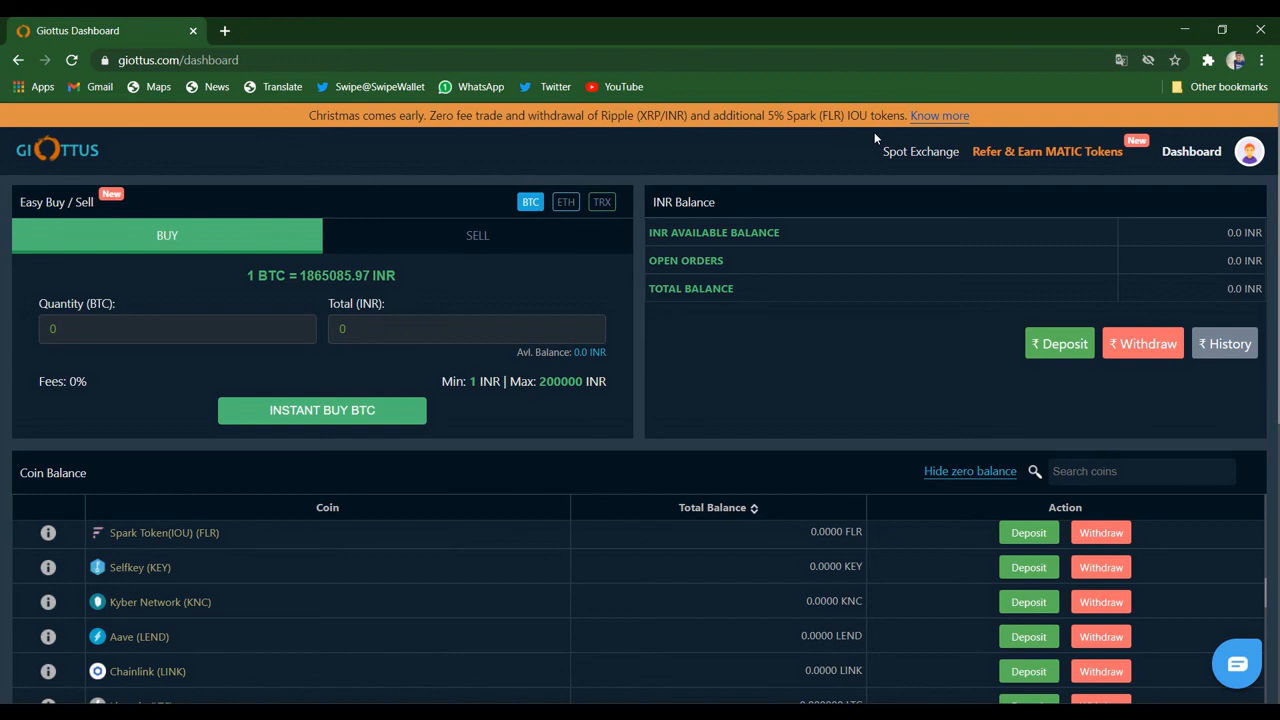 Giottus Dashboard
giottus.com/dashboard
Apps Gmail Maps News Translate Swipe@SwipeWallet WhatsApp Twitter YouTube Other bookmarks
Christmas comes early. Zero fee trade and withdrawal of Ripple (XRP/INR) and additional 5% Spark (FLR) IOU tokens. Know more
GIOTTUS Spot Exchange Refer & Earn MATIC Tokens New Dashboard
Easy Buy / Sell New BTC ETH TRX
BUY SELL
1 BTC = 1865085.97 INR
Quantity (BTC): Total (INR):
0 0
Avl. Balance: 0.0 INR
Fees: 0% Min: 1 INR | Max: 200000 INR
INSTANT BUY BTC
INR Balance
INR AVAILABLE BALANCE 0.0 INR
OPEN ORDERS 0.0 INR
TOTAL BALANCE 0.0 INR
₹ Deposit ₹ Withdraw ₹ History
Coin Balance Hide zero balance Search coins
Coin Total Balance Action
Spark Token(IOU) (FLR) 0.0000 FLR Deposit Withdraw
Selfkey (KEY) 0.0000 KEY Deposit Withdraw
Kyber Network (KNC) 0.0000 KNC Deposit Withdraw
Aave (LEND) 0.0000 LEND Deposit Withdraw
Chainlink (LINK) 0.0000 LINK Deposit Withdraw